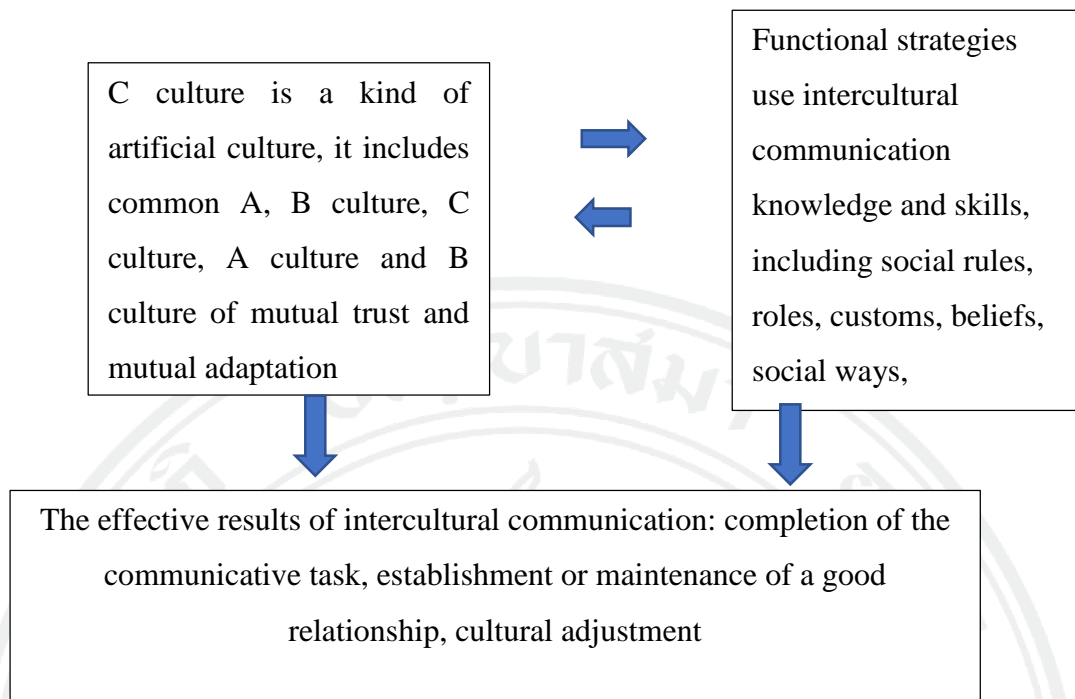 C culture is a kind of
artificial culture, it includes
common A, B culture, C
culture, A culture and B
culture of mutual trust and
mutual adaptation
Functional strategies
use intercultural
communication
knowledge and skills,
including social rules,
roles, customs, beliefs,
social ways,
The effective results of intercultural communication: completion of the
communicative task, establishment or maintenance of a good
relationship, cultural adjustment